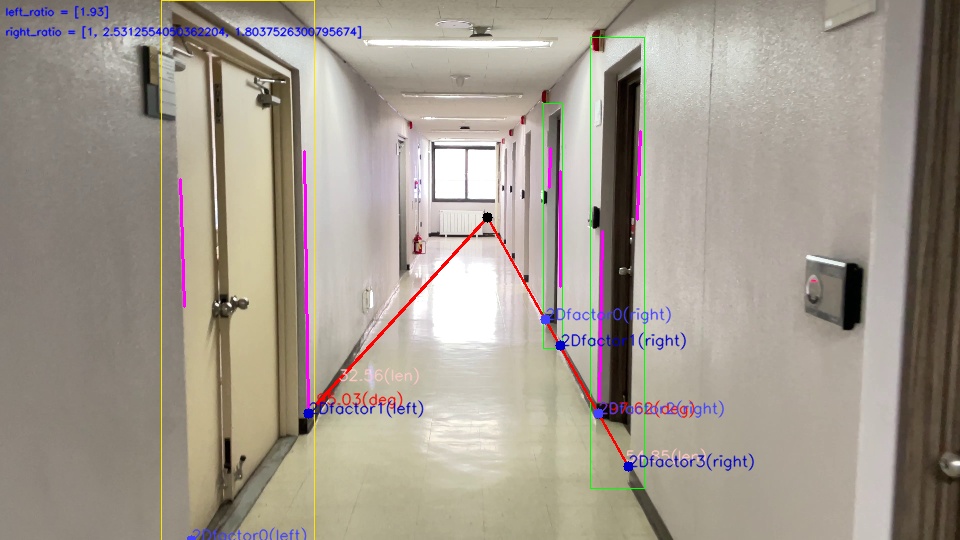 left_ratio = [1.93]
right_ratio = [1, 2.5312554050362204, 1.8037526300795674]
2Dfactor0(right)
2Dfactor1(right)
32.56(len)
2Dfactor1(left)
2Dfactor3(right)
2Dfactor0(left)